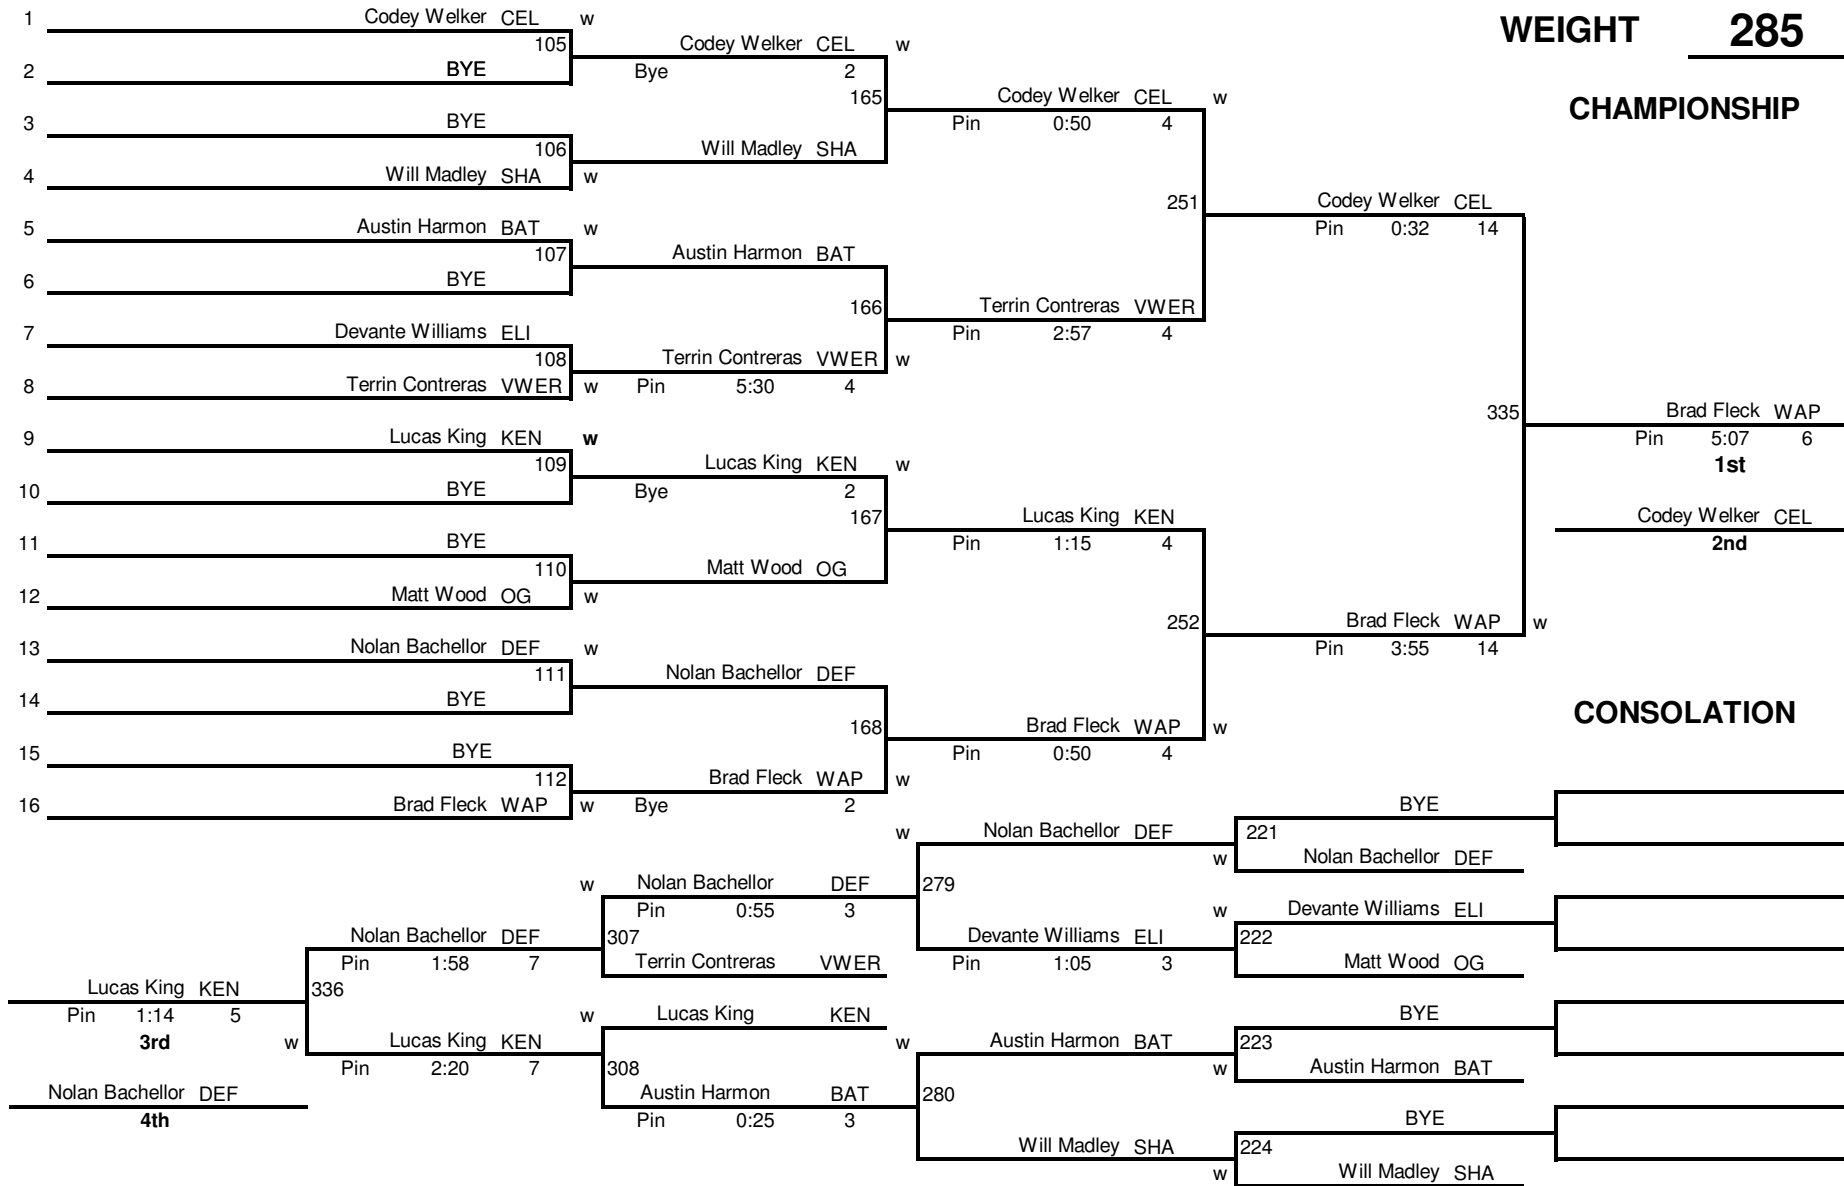 1 Codey Welker CEL w WEIGHT 285
105 Codey Welker CEL w
2 BYE Bye 2
165 Codey Welker CEL w CHAMPIONSHIP
3 BYE Pin 0:50 4
106 Will Madley SHA
4 Will Madley SHA w
251 Codey Welker CEL
5 Austin Harmon BAT w Pin 0:32 14
107 Austin Harmon BAT
6 BYE
166 Terrin Contreras VWER
7 Devante Williams ELI Pin 2:57 4
108 Terrin Contreras VWER w
8 Terrin Contreras VWER w Pin 5:30 4
335 Brad Fleck WAP
9 Lucas King KEN w Pin 5:07 6
109 Lucas King KEN w 1st
10 BYE Bye 2
167 Lucas King KEN Codey Welker CEL
11 BYE Pin 1:15 4 2nd
110 Matt Wood OG
12 Matt Wood OG w
252 Brad Fleck WAP w
13 Nolan Bachellor DEF w Pin 3:55 14
111 Nolan Bachellor DEF
14 BYE CONSOLATION
168 Brad Fleck WAP w
15 BYE Pin 0:50 4
112 Brad Fleck WAP w
16 Brad Fleck WAP w Bye 2 BYE
w Nolan Bachellor DEF 221
w Nolan Bachellor DEF
w Nolan Bachellor DEF 279
Pin 0:55 3 w Devante Williams ELI
Nolan Bachellor DEF 307 Devante Williams ELI 222
Pin 1:58 7 Terrin Contreras VWER Pin 1:05 3 Matt Wood OG
Lucas King KEN 336
Pin 1:14 5 w Lucas King KEN BYE
3rd w Lucas King KEN w Austin Harmon BAT 223
Pin 2:20 7 308 w Austin Harmon BAT
Nolan Bachellor DEF Austin Harmon BAT 280
4th Pin 0:25 3 BYE
Will Madley SHA 224
w Will Madley SHA